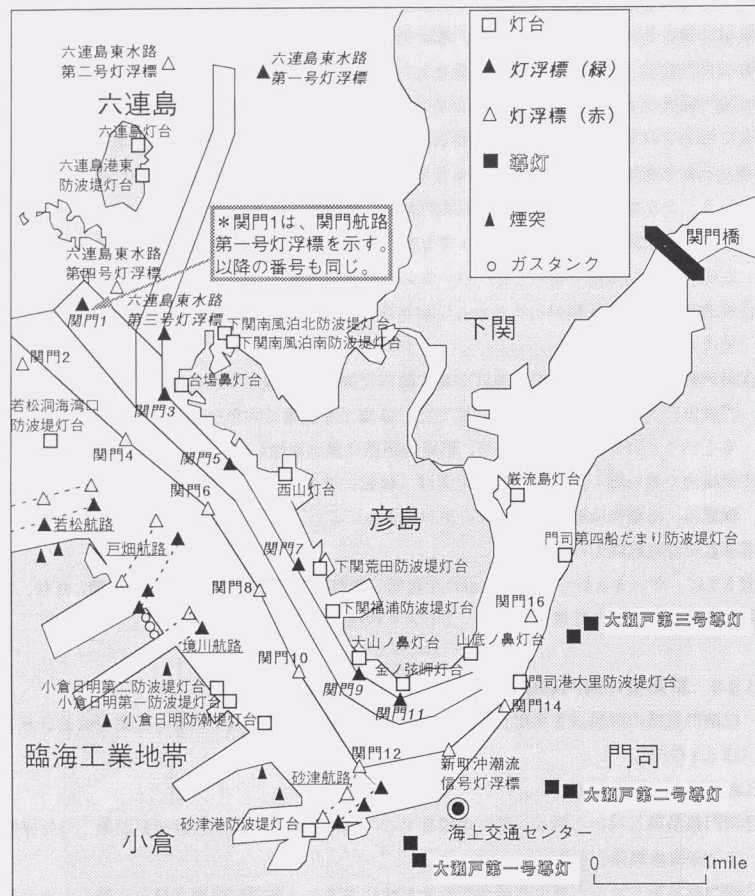 灯台
灯浮標（緑）
灯浮標（赤）
導灯
煙突
ガスタンク
六連島東水路
第二号灯浮標
六連島東水路
第一号灯浮標
六連島
六連島灯台
六連島港東
防波堤灯台
＊関門1は、関門航路
第一号灯浮標を示す。
以降の番号も同じ。
関門橋
六連島東水路
第四号灯浮標
関門1
六連島東水路
第三号灯浮標
下関南風泊北防波堤灯台
下関南風泊南防波堤灯台
下関
関門2
台場鼻灯台
関門3
若松洞海湾口
防波堤灯台
関門4
関門5
西山灯台
関門6
巌流島灯台
彦島
若松航路
戸畑航路
関門7
門司第四船だまり防波堤灯台
下関荒田防波堤灯台
関門8
下関福浦防波堤灯台
関門16
大瀬戸第三号導灯
境川航路
大山ノ鼻灯台
山底ノ鼻灯台
関門10
金ノ弦岬灯台
関門9
関門11
門司港大里防波堤灯台
関門14
小倉日明第二防波堤灯台
小倉日明第一防波堤灯台
小倉日明防潮堤灯台
臨海工業地帯
関門12
新町沖潮流
信号灯浮標
門司
砂津航路
大瀬戸第二号導灯
海上交通センター
砂津港防波堤灯台
小倉
大瀬戸第一号導灯
0 1mile